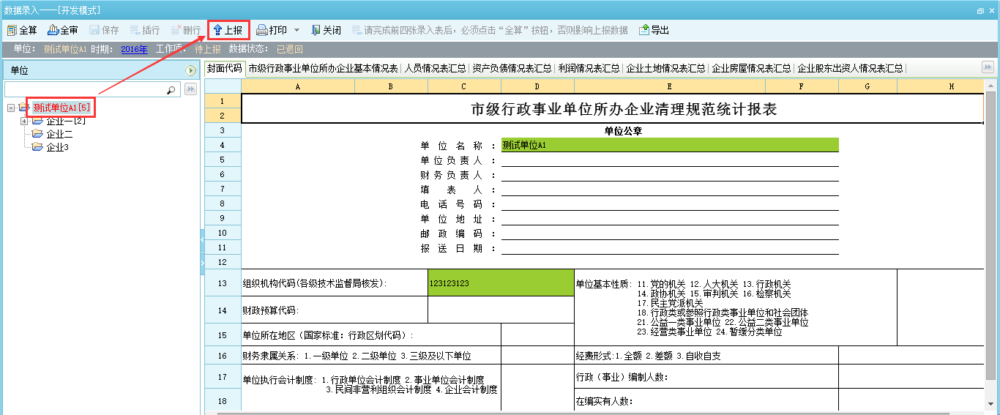 数据录入——[开发模式]
全算 全审 保存 插行 删行 上报 打印 关闭 请完成前四张录入表后，必须点击“全算”按钮，否则影响上报数据 导出
单位: 测试单位A1 时期: 2016年 工作项: 待上报 数据状态: 已退回
单位
测试单位A1[5]
企业一[2]
企业二
企业3
封面代码 市级行政事业单位所办企业基本情况表 人员情况表汇总 资产负债情况表汇总 利润情况表汇总 企业土地情况表汇总 企业房屋情况表汇总 企业股东出资人情况表汇总
A B C D E F G H
1
2 市级行政事业单位所办企业清理规范统计报表
3 单位公章
4 单位名称： 测试单位A1
5 单位负责人：
6 财务负责人：
7 填表人：
8 电话号码：
9 单位地址：
10 邮政编码：
11 报送日期：
12
13 组织机构代码(各级技术监督局核发): 123123123 单位基本性质: 11.党的机关 12.人大机关 13.行政机关
14.政协机关 15.审判机关 16.检察机关
14 财政预算代码: 17.民主党派机关
18.行政类或参照行政类事业单位和社会团体
21.公益一类事业单位 22.公益二类事业单位
23.经营类事业单位 24.暂缓分类单位
15 单位所在地区（国家标准：行政区划代码）:
16 财务隶属关系: 1.一级单位 2.二级单位 3.三级及以下单位 经费形式:1.全额 2.差额 3.自收自支
17 单位执行会计制度: 1.行政单位会计制度 2.事业单位会计制度 行政（事业）编制人数:
3.民间非营利组织会计制度 4.企业会计制度
18 在编实有人数: